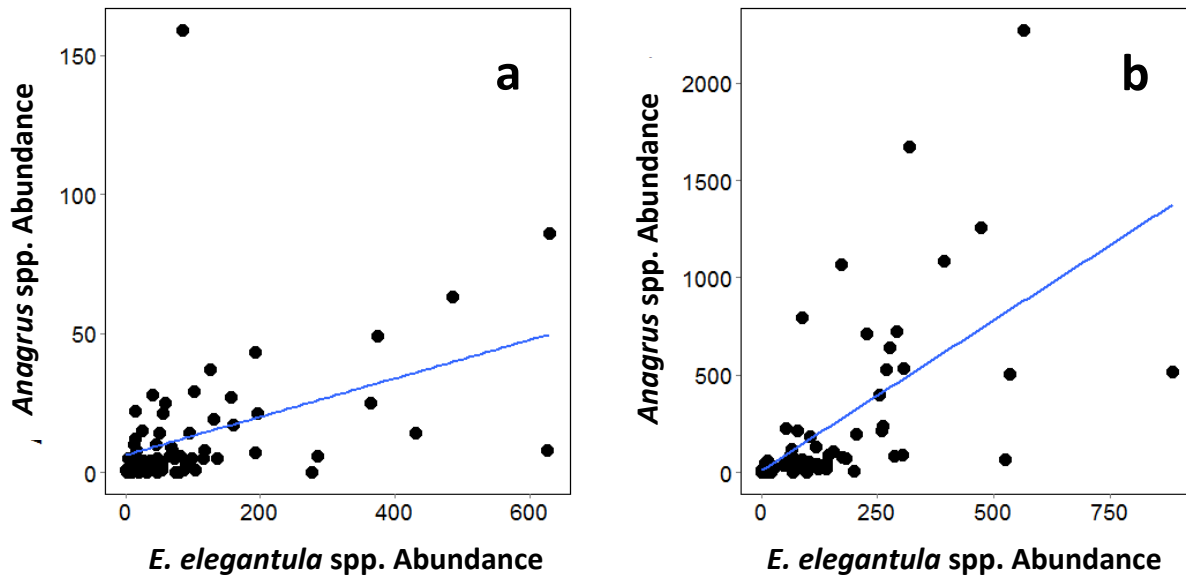 a
Anagrus spp. Abundance
150
100
50
0
0 200 400 600
E. elegantula spp. Abundance
b
Anagrus spp. Abundance
2000
1500
1000
500
0
0 250 500 750
E. elegantula spp. Abundance